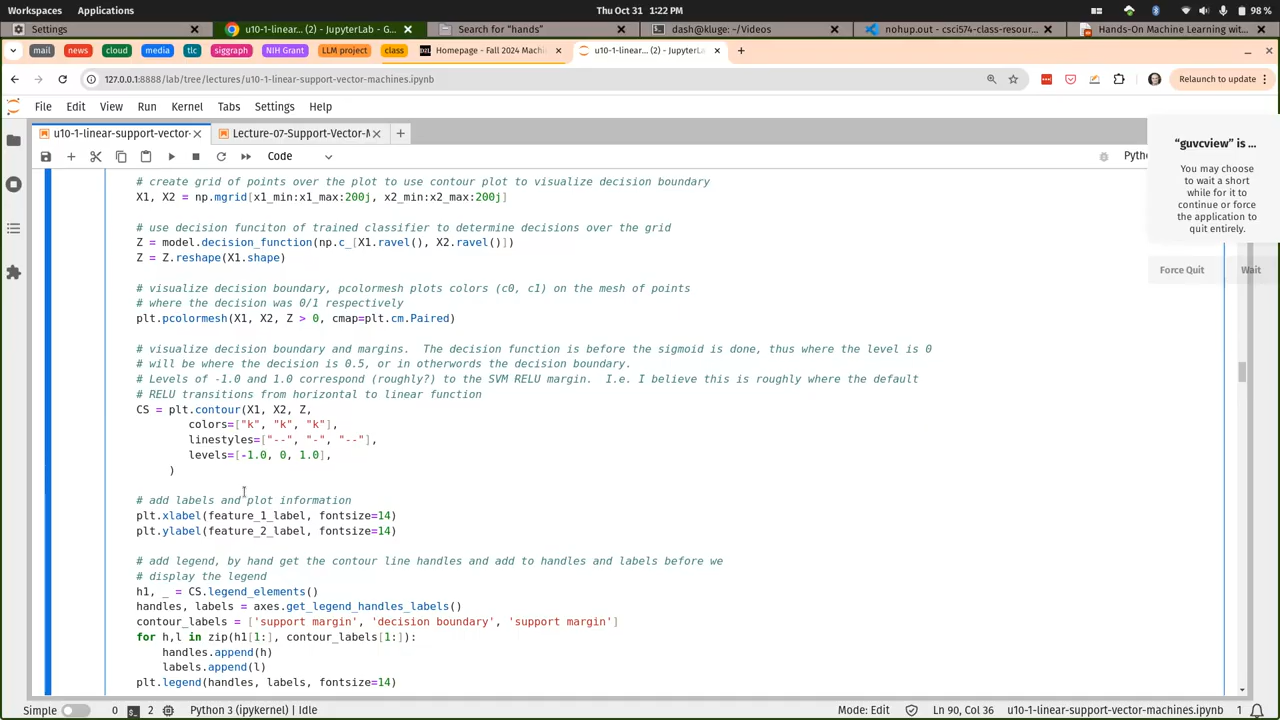 Workspaces Applications Thu Oct 31 1:22 PM 98 %
Settings u10-1-linear... (2) - JupyterLab - G... Search for “hands” dash@kluge: ~/Videos nohup.out - csci574-class-resour... Hands-On Machine Learning wit...
mail news cloud media tlc siggraph NIH Grant LLM project class Homepage - Fall 2024 Machi u10-1-linear... (2) - JupyterL
127.0.0.1:8888/lab/tree/lectures/u10-1-linear-support-vector-machines.ipynb Relaunch to update
File Edit View Run Kernel Tabs Settings Help
u10-1-linear-support-vector- Lecture-07-Support-Vector-M
Code Pyth
“guvcview” is ...
You may choose
to wait a short
while for it to
continue or force
the application to
quit entirely.
Force Quit Wait
# create grid of points over the plot to use contour plot to visualize decision boundary
X1, X2 = np.mgrid[x1_min:x1_max:200j, x2_min:x2_max:200j]
# use decision funciton of trained classifier to determine decisions over the grid
Z = model.decision_function(np.c_[X1.ravel(), X2.ravel()])
Z = Z.reshape(X1.shape)
# visualize decision boundary, pcolormesh plots colors (c0, c1) on the mesh of points
# where the decision was 0/1 respectively
plt.pcolormesh(X1, X2, Z > 0, cmap=plt.cm.Paired)
# visualize decision boundary and margins.  The decision function is before the sigmoid is done, thus where the level is 0
# will be where the decision is 0.5, or in otherwords the decision boundary.
# Levels of -1.0 and 1.0 correspond (roughly?) to the SVM RELU margin.  I.e. I believe this is roughly where the default
# RELU transitions from horizontal to linear function
CS = plt.contour(X1, X2, Z,
colors=["k", "k", "k"],
linestyles=["--", "-", "--"],
levels=[-1.0, 0, 1.0],
)
# add labels and plot information
plt.xlabel(feature_1_label, fontsize=14)
plt.ylabel(feature_2_label, fontsize=14)
# add legend, by hand get the contour line handles and add to handles and labels before we
# display the legend
h1, _ = CS.legend_elements()
handles, labels = axes.get_legend_handles_labels()
contour_labels = ['support margin', 'decision boundary', 'support margin']
for h,l in zip(h1[1:], contour_labels[1:]):
handles.append(h)
labels.append(l)
plt.legend(handles, labels, fontsize=14)
Simple 0 2 Python 3 (ipykernel) | Idle Mode: Edit Ln 90, Col 36 u10-1-linear-support-vector-machines.ipynb 1